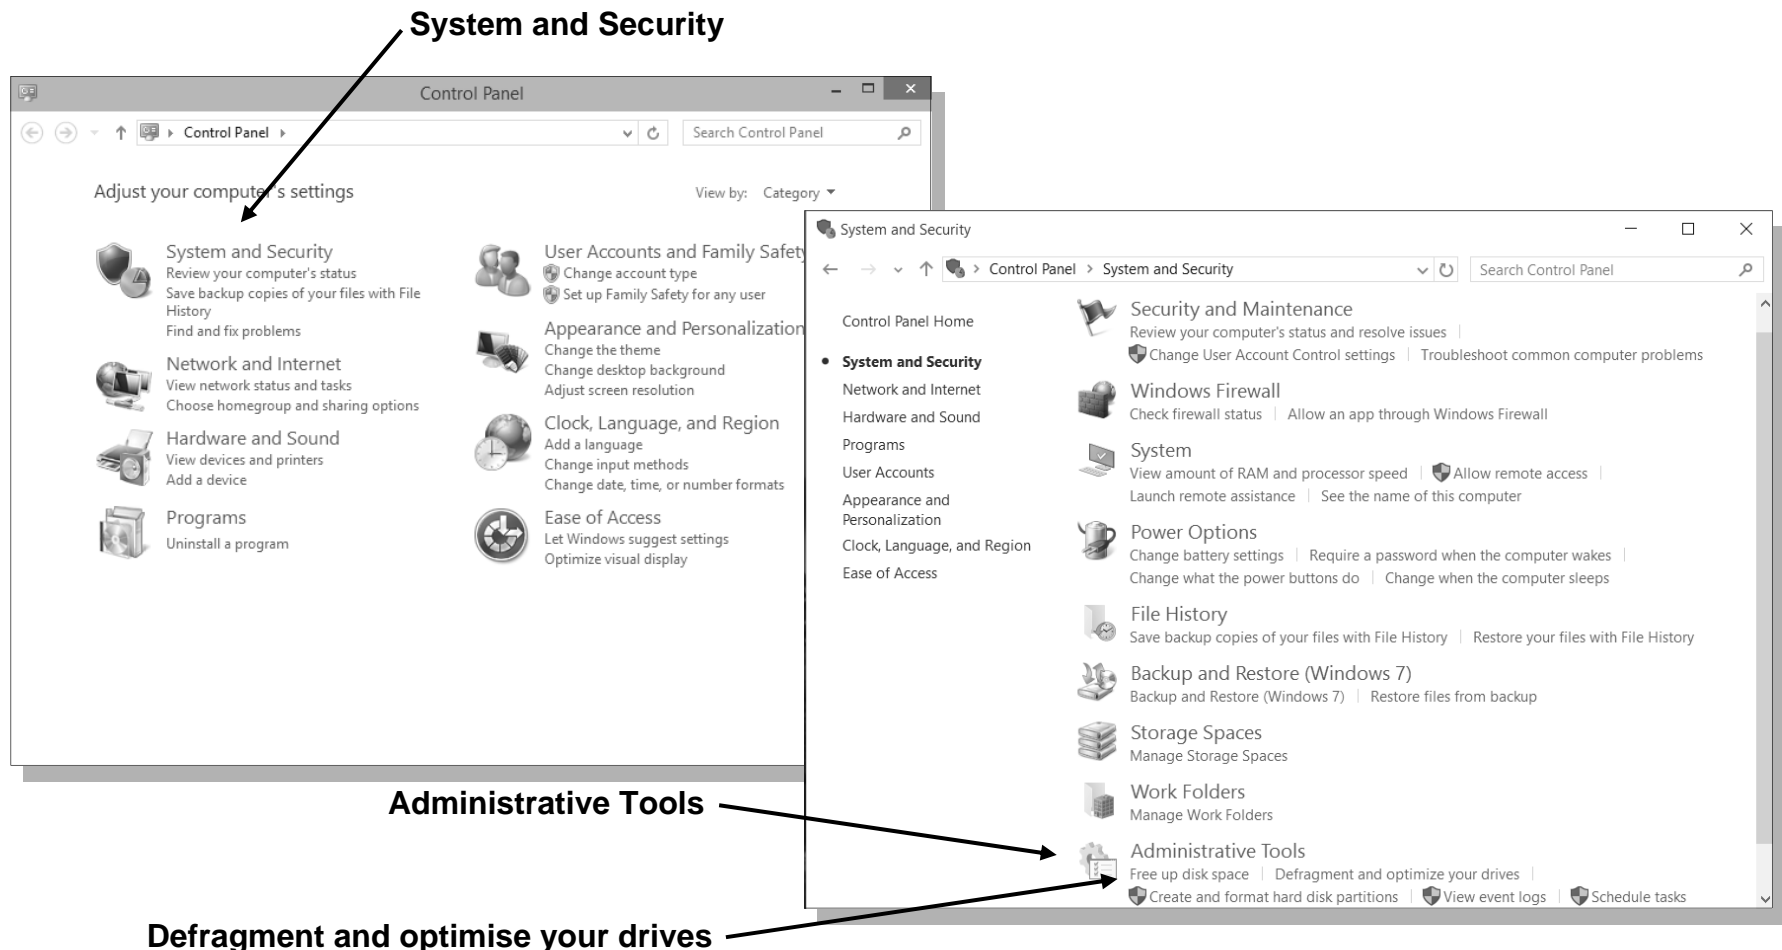 System and Security
Control Panel
Control Panel
Search Control Panel
Adjust your computer's settings
View by: Category
System and Security
Review your computer's status
Save backup copies of your files with File
History
Find and fix problems
Network and Internet
View network status and tasks
Choose homegroup and sharing options
Hardware and Sound
View devices and printers
Add a device
Programs
Uninstall a program
User Accounts and Family Safety
Change account type
Set up Family Safety for any user
Appearance and Personalization
Change the theme
Change desktop background
Adjust screen resolution
Clock, Language, and Region
Add a language
Change input methods
Change date, time, or number formats
Ease of Access
Let Windows suggest settings
Optimize visual display
System and Security
Control Panel > System and Security
Search Control Panel
Control Panel Home
System and Security
Network and Internet
Hardware and Sound
Programs
User Accounts
Appearance and
Personalization
Clock, Language, and Region
Ease of Access
Security and Maintenance
Review your computer's status and resolve issues
Change User Account Control settings | Troubleshoot common computer problems
Windows Firewall
Check firewall status | Allow an app through Windows Firewall
System
View amount of RAM and processor speed | Allow remote access
Launch remote assistance | See the name of this computer
Power Options
Change battery settings | Require a password when the computer wakes
Change what the power buttons do | Change when the computer sleeps
File History
Save backup copies of your files with File History | Restore your files with File History
Backup and Restore (Windows 7)
Backup and Restore (Windows 7) | Restore files from backup
Storage Spaces
Manage Storage Spaces
Work Folders
Manage Work Folders
Administrative Tools
Free up disk space | Defragment and optimize your drives
Create and format hard disk partitions | View event logs | Schedule tasks
Administrative Tools
Defragment and optimise your drives